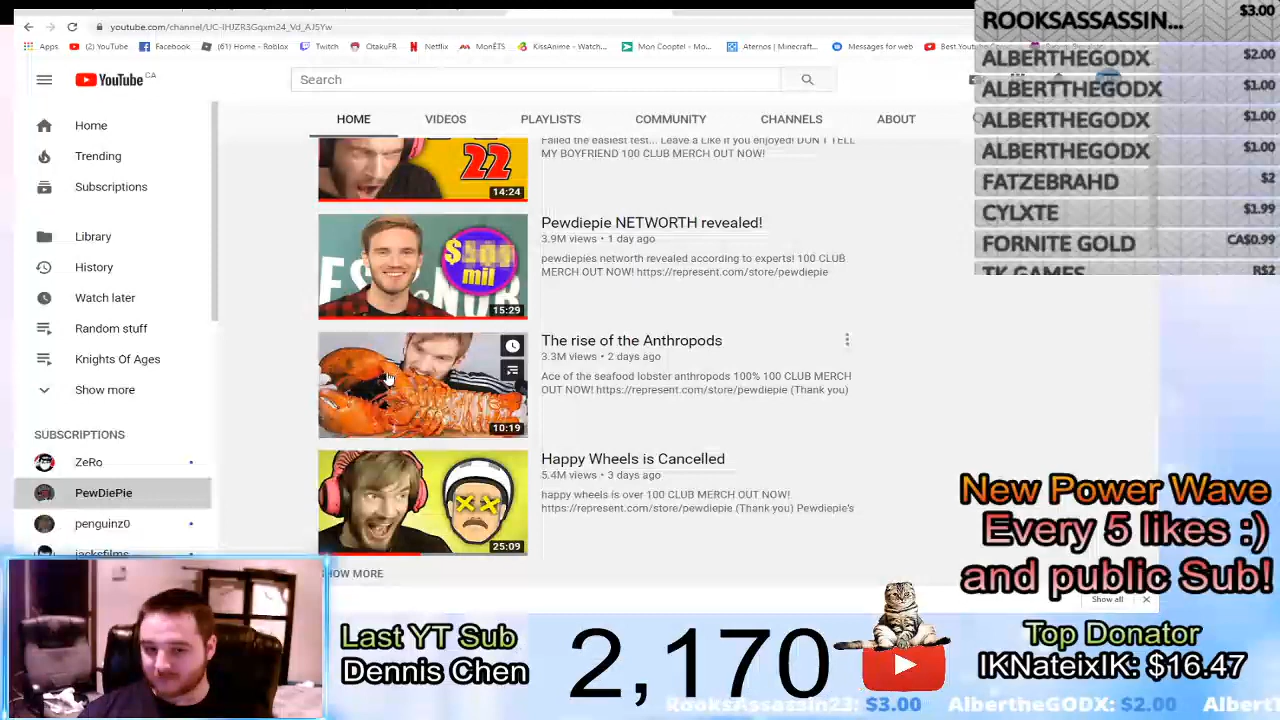 youtube.com/channel/UC-lHJZR3Gqxm24_Vd_AJ5Yw
Apps
(2) YouTube
Facebook
(41) Home - Roblox
Twitch
OtakuFR
Netflix
MonÉTS
KissAnime - Watch...
Mon Cooptel - Mo...
Aternos | Minecraft...
Messages for web
YouTube CA
Search
Home
Trending
Subscriptions
Library
History
Watch later
Random stuff
Knights Of Ages
Show more
SUBSCRIPTIONS
ZeRo
PewDiePie
penguinz0
jacksfilms
HOME
VIDEOS
PLAYLISTS
COMMUNITY
CHANNELS
ABOUT
22
14:24
Failed the easiest test... Leave a Like if you enjoyed! DON'T TELL
MY BOYFRIEND 100 CLUB MERCH OUT NOW!
$
mil
15:29
Pewdiepie NETWORTH revealed!
3.9M views • 1 day ago
pewdiepies networth revealed according to experts! 100 CLUB
MERCH OUT NOW! https://represent.com/store/pewdiepie
10:19
The rise of the Anthropods
3.3M views • 2 days ago
Ace of the seafood lobster anthropods 100% 100 CLUB MERCH
OUT NOW! https://represent.com/store/pewdiepie (Thank you)
25:09
Happy Wheels is Cancelled
5.4M views • 3 days ago
happy wheels is over 100 CLUB MERCH OUT NOW!
https://represent.com/store/pewdiepie (Thank you) Pewdiepie's
SHOW MORE
Show all
ROOKSASSASSIN... $3.00
ALBERTHEGODX $2.00
ALBERTTHEGODX $1.00
ALBERTHEGODX $1.00
ALBERTHEGODX $1.00
FATZEBRAHD $2
CYLXTE $1.99
FORNITE GOLD CA$0.99
TK GAMES R$2
New Power Wave
Every 5 likes :)
and public Sub!
Last YT Sub
Dennis Chen
2,170
Top Donator
IKNateixIK: $16.47
RooksAssassin23: $3.00 AlbertheGODX: $2.00